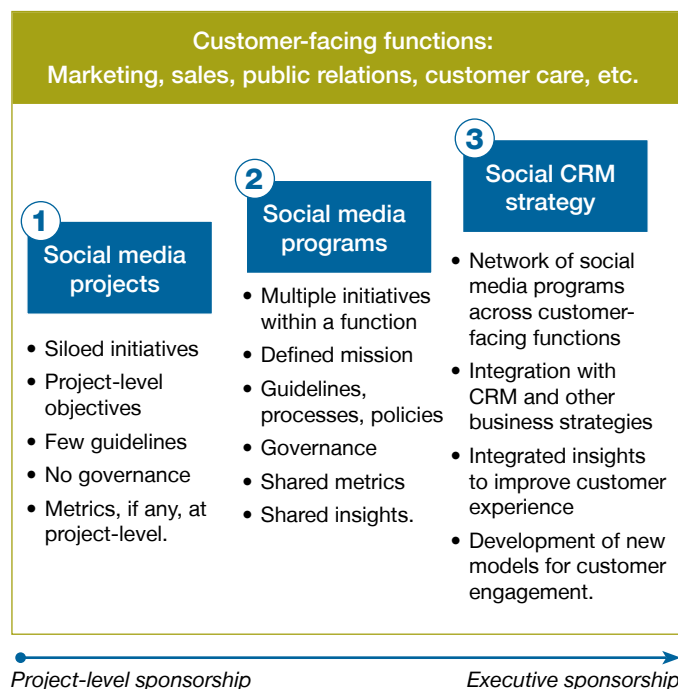 Customer-facing functions:
Marketing, sales, public relations, customer care, etc.
1
Social media
projects
• Siloed initiatives
• Project-level
objectives
• Few guidelines
• No governance
• Metrics, if any, at
project-level.
2
Social media
programs
• Multiple initiatives
within a function
• Defined mission
• Guidelines,
processes, policies
• Governance
• Shared metrics
• Shared insights.
3
Social CRM
strategy
• Network of social
media programs
across customer-
facing functions
• Integration with
CRM and other
business strategies
• Integrated insights
to improve customer
experience
• Development of new
models for customer
engagement.
Project-level sponsorship
Executive sponsorship